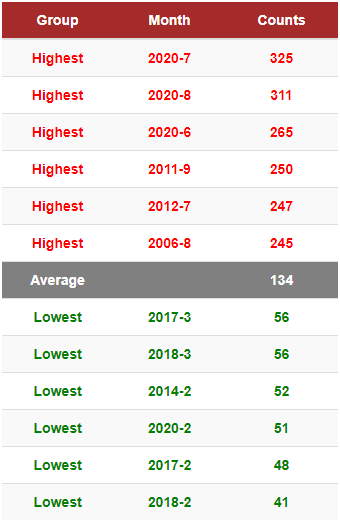 Group Month Counts
Highest 2020-7 325
Highest 2020-8 311
Highest 2020-6 265
Highest 2011-9 250
Highest 2012-7 247
Highest 2006-8 245
Average 134
Lowest 2017-3 56
Lowest 2018-3 56
Lowest 2014-2 52
Lowest 2020-2 51
Lowest 2017-2 48
Lowest 2018-2 41